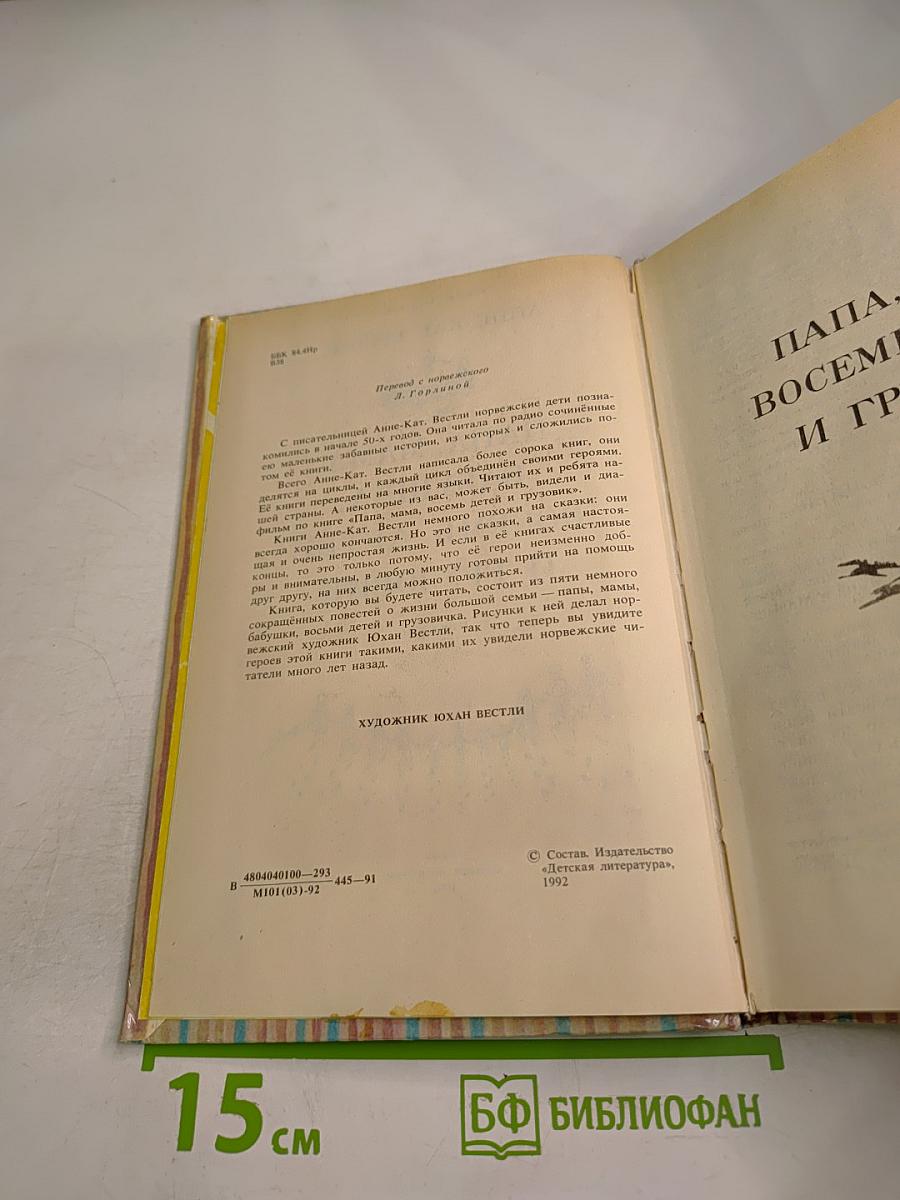 ББК 84.4Нр
В38
Перевод с норвежского
Л. Горлиной
С писательницей Анне-Кат. Вестли норвежские дети позна-
комились в начале 50-х годов. Она читала по радио сочинённые
ею маленькие забавные истории, из которых и сложились по-
том её книги.
Всего Анне-Кат. Вестли написала более сорока книг, они
делятся на циклы, и каждый цикл объединён своими героями.
Её книги переведены на многие языки. Читают их и ребята на-
шей страны. А некоторые из вас, может быть, видели и диа-
фильм по книге «Папа, мама, восемь детей и грузовик».
Книги Анне-Кат. Вестли немного похожи на сказки: они
всегда хорошо кончаются. Но это не сказки, а самая настоя-
щая и очень непростая жизнь. И если в её книгах счастливые
концы, то это только потому, что её герои неизменно доб-
ры и внимательны, в любую минуту готовы прийти на помощь
друг другу, на них всегда можно положиться.
Книга, которую вы будете читать, состоит из пяти немного
сокращённых повестей о жизни большой семьи — папы, мамы,
бабушки, восьми детей и грузовичка. Рисунки к ней делал нор-
вежский художник Юхан Вестли, так что теперь вы увидите
героев этой книги такими, какими их увидели норвежские чи-
татели много лет назад.
ХУДОЖНИК ЮХАН ВЕСТЛИ
В 4804040100—293
М101(03)-92 445—91
© Состав. Издательство
«Детская литература»,
1992
ПАПА,
ВОСЕМ
И ГР
15 см
БФ БИБЛИОФАН